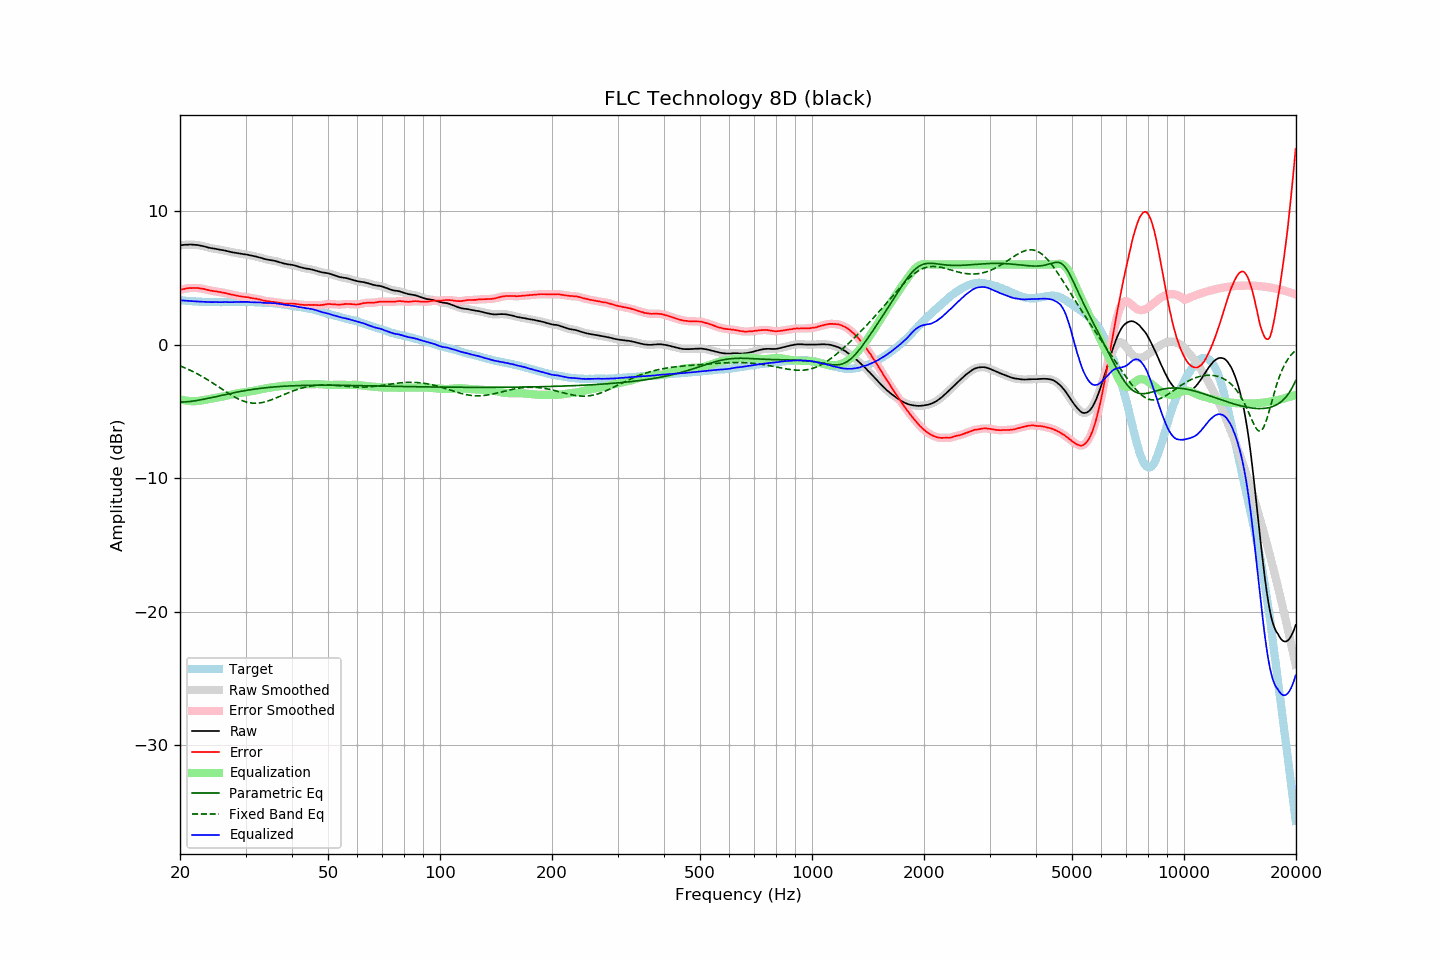 FLC Technology 8D (black)
Amplitude (dBr)
10
0
−10
−20
−30
Target
Raw Smoothed
Error Smoothed
Raw
Error
Equalization
Parametric Eq
Fixed Band Eq
Equalized
20 50 100 200 500 1000 2000 5000 10000 20000
Frequency (Hz)